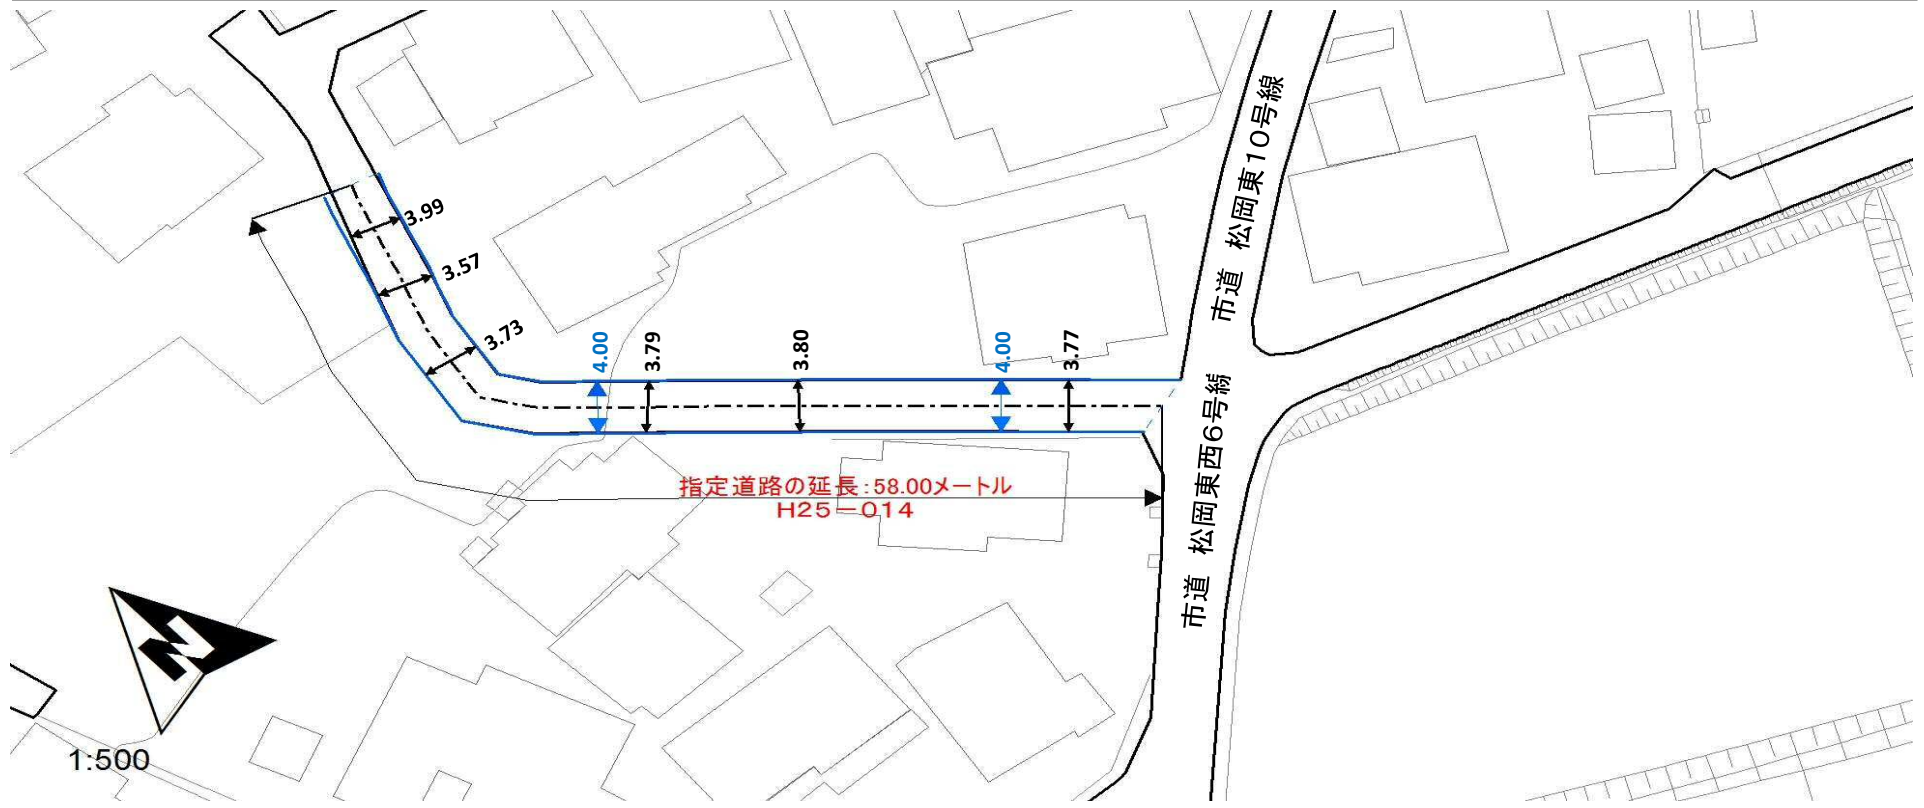 市道 松岡東10号線
3.99
3.57
3.73
4.00
3.79
3.80
4.00
3.77
市道 松岡東西6号線
指定道路の延長:58.00メートル
H25－014
N
1:500